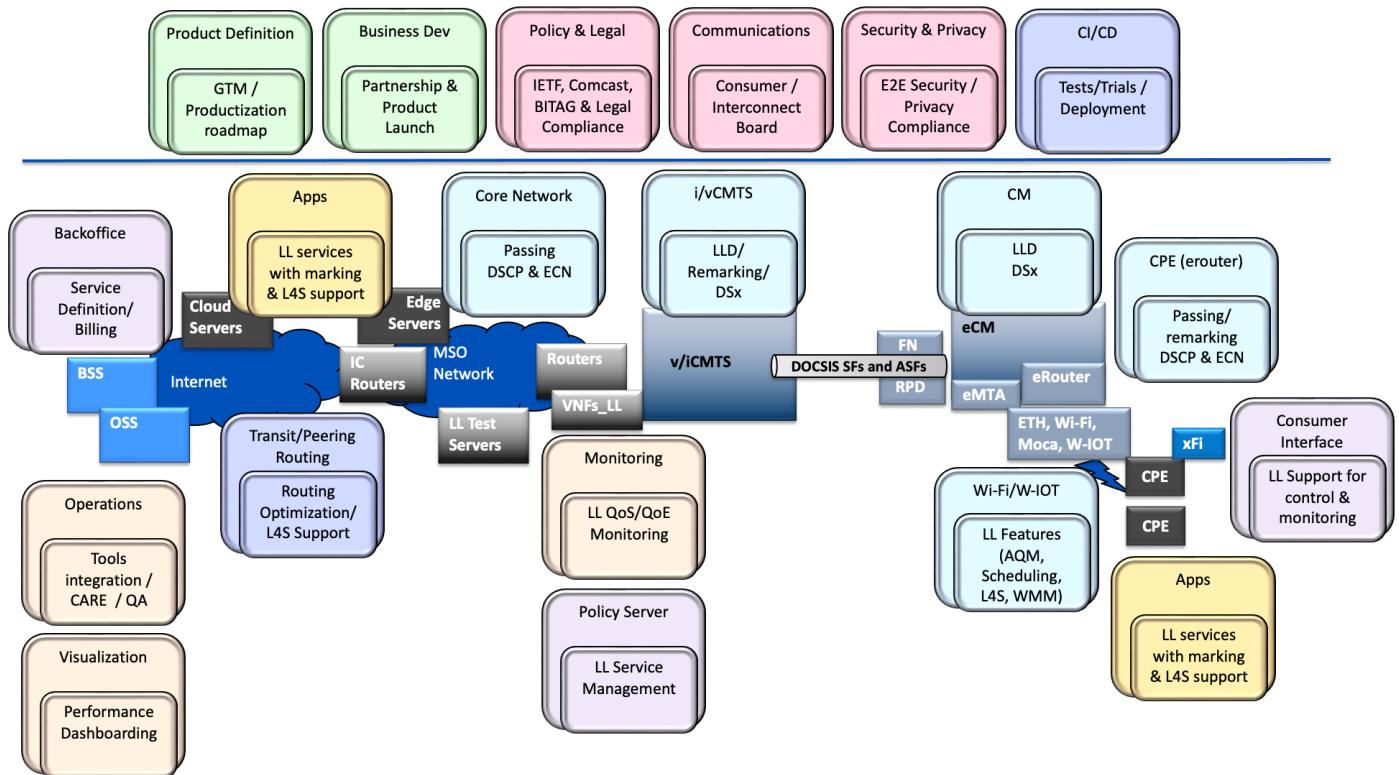 Product Definition
GTM /
Productization
roadmap
Business Dev
Partnership &
Product
Launch
Policy & Legal
IETF, Comcast,
BITAG & Legal
Compliance
Communications
Consumer /
Interconnect
Board
Security & Privacy
E2E Security /
Privacy
Compliance
CI/CD
Tests/Trials /
Deployment
Backoffice
Service
Definition/
Billing
Apps
LL services
with marking
& L4S support
Core Network
Passing
DSCP & ECN
i/vCMTS
LLD/
Remarking/
DSx
CM
LLD
DSx
CPE (erouter)
Passing/
remarking
DSCP & ECN
Cloud
Servers
Edge
Servers
BSS
OSS
Internet
IC
Routers
MSO
Network
Routers
VNFs_LL
LL Test
Servers
v/iCMTS
DOCSIS SFs and ASFs
FN
RPD
eCM
eMTA
eRouter
ETH, Wi-Fi,
Moca, W-IOT
xFi
CPE
CPE
Consumer
Interface
LL Support for
control &
monitoring
Transit/Peering
Routing
Routing
Optimization/
L4S Support
Monitoring
LL QoS/QoE
Monitoring
Wi-Fi/W-IOT
LL Features
(AQM,
Scheduling,
L4S, WMM)
Operations
Tools
integration /
CARE  / QA
Policy Server
LL Service
Management
Apps
LL services
with marking
& L4S support
Visualization
Performance
Dashboarding